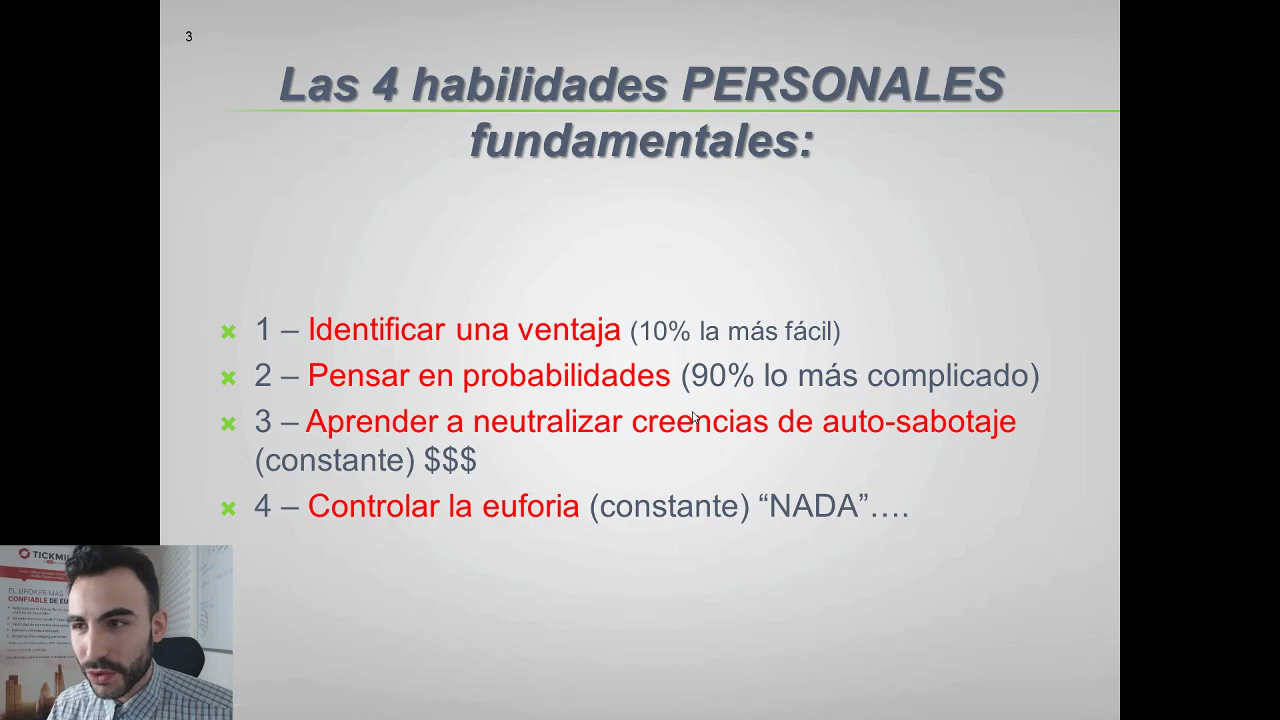 3
Las 4 habilidades PERSONALES
fundamentales:
1 – Identificar una ventaja (10% la más fácil)
2 – Pensar en probabilidades (90% lo más complicado)
3 – Aprender a neutralizar creencias de auto-sabotaje
(constante) $$$
4 – Controlar la euforia (constante) “NADA”….
TICKMIL
EL BROKER MÁS
CONFIABLE DE EU